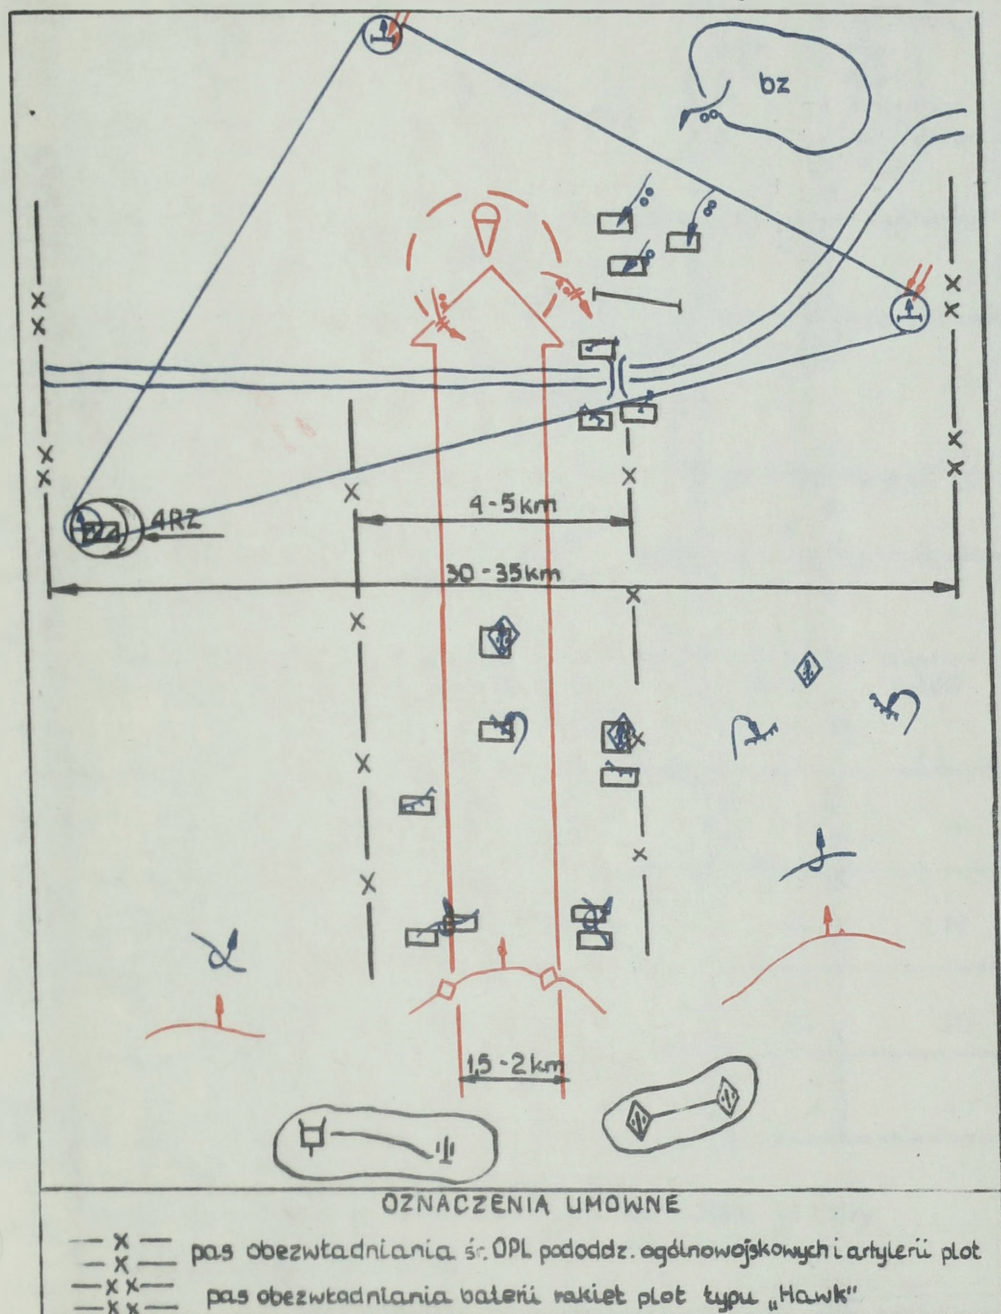 bz
4RZ
4-5km
30-35km
1,5-2km
OZNACZENIA UMOWNE
pas obezwładniania śr. OPL pododdz. ogólnowojskowych i artylerii plot
pas obezwładniania baterii rakiet plot typu „Hawk"